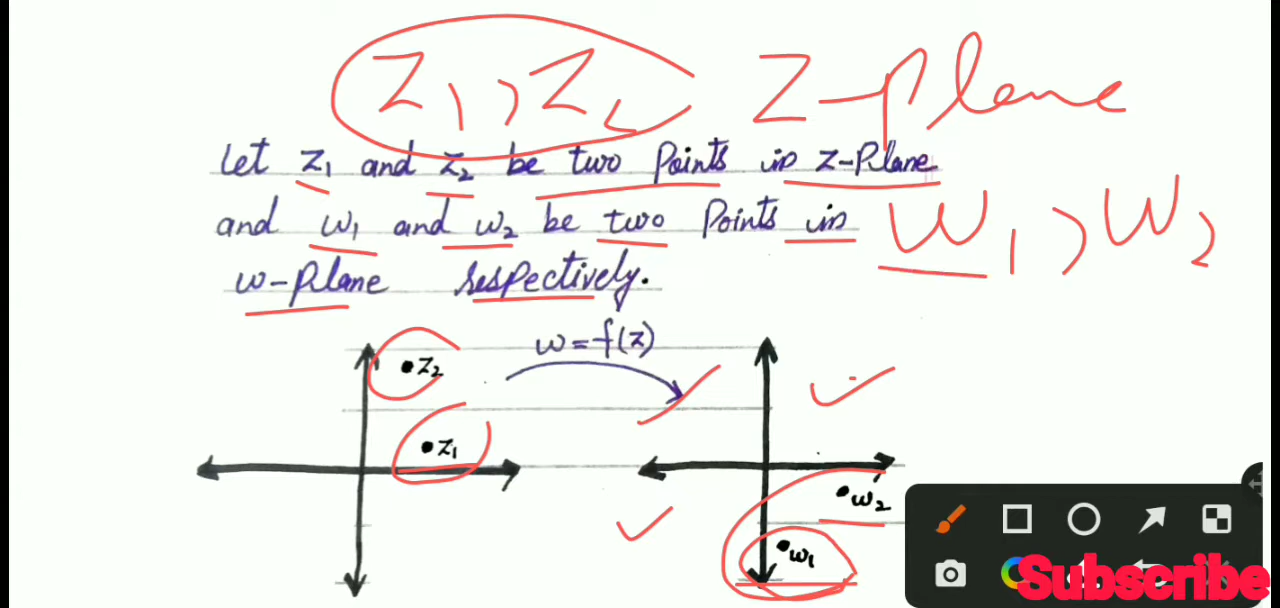 Z1, Z2 Z-plane
Let z1 and z2 be two Points in z-Plane
and w1 and w2 be two Points in W1, W2
w-Plane respectively.
w=f(z)
z2
z1
w2
w1
Subscribe